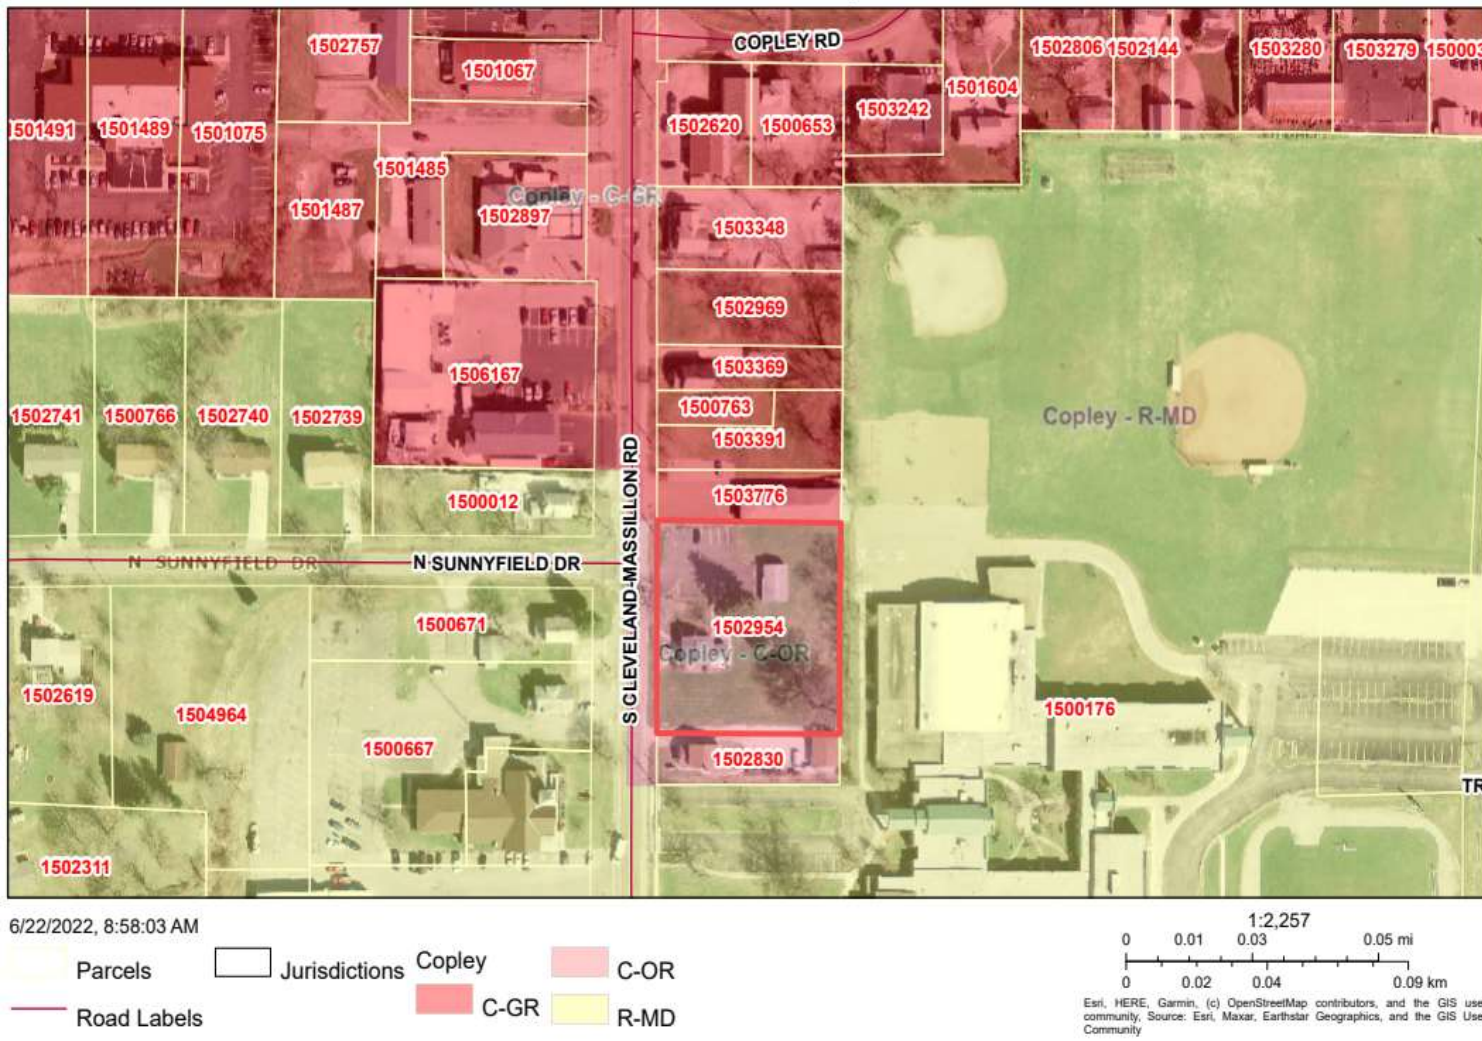 COPLEY RD
1502757
1501067
1502806
1502144
1503280
1503279
1501604
1503242
1501491
1501489
1501075
1502620
1500653
1501485
1501487
Copley - C-GR
1502897
1503348
1502969
1506167
1503369
1502741
1500766
1502740
1502739
1500763
1503391
Copley - R-MD
1500012
1503776
S CLEVELAND-MASSILLON RD
N SUNNYFIELD DR
N SUNNYFIELD DR
1500671
1502954
Copley - C-OR
1502619
1504964
1500667
1500176
1502830
TR
1502311
6/22/2022, 8:58:03 AM
Parcels
Jurisdictions
Road Labels
Copley
C-GR
C-OR
R-MD
1:2,257
0 0.01 0.03 0.05 mi
0 0.02 0.04 0.09 km
Esri, HERE, Garmin, (c) OpenStreetMap contributors, and the GIS use
community, Source: Esri, Maxar, Earthstar Geographics, and the GIS Use
Community